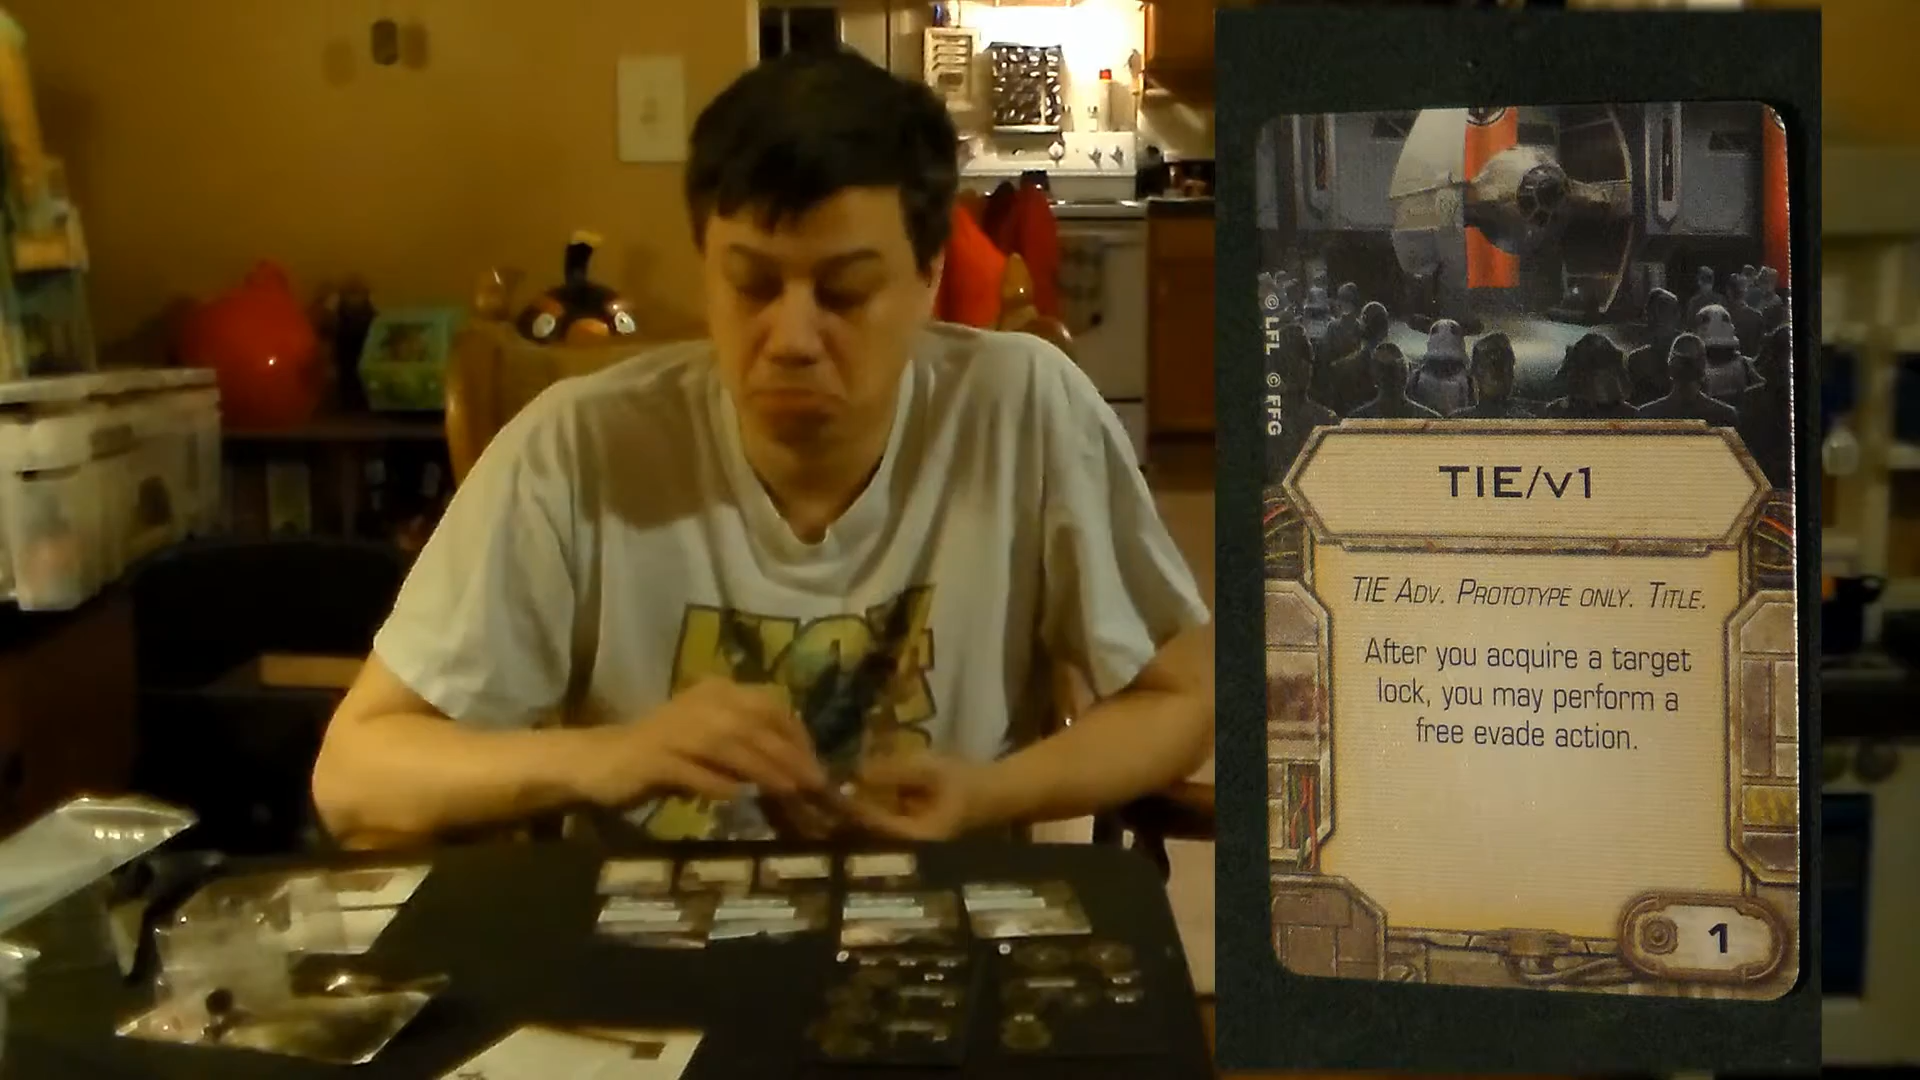 © LFL © FFG
TIE/v1
TIE Adv. Prototype only. Title.
After you acquire a target
lock, you may perform a
free evade action.
1